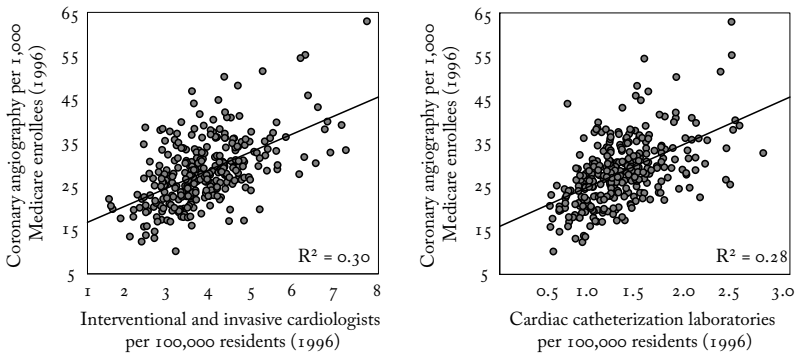 Coronary angiography per 1,000
Medicare enrollees (1996)
65
55
45
35
25
15
5
R² = 0.30
1 2 3 4 5 6 7 8
Interventional and invasive cardiologists
per 100,000 residents (1996)
Coronary angiography per 1,000
Medicare enrollees (1996)
65
55
45
35
25
15
5
R² = 0.28
0.5 1.0 1.5 2.0 2.5 3.0
Cardiac catheterization laboratories
per 100,000 residents (1996)